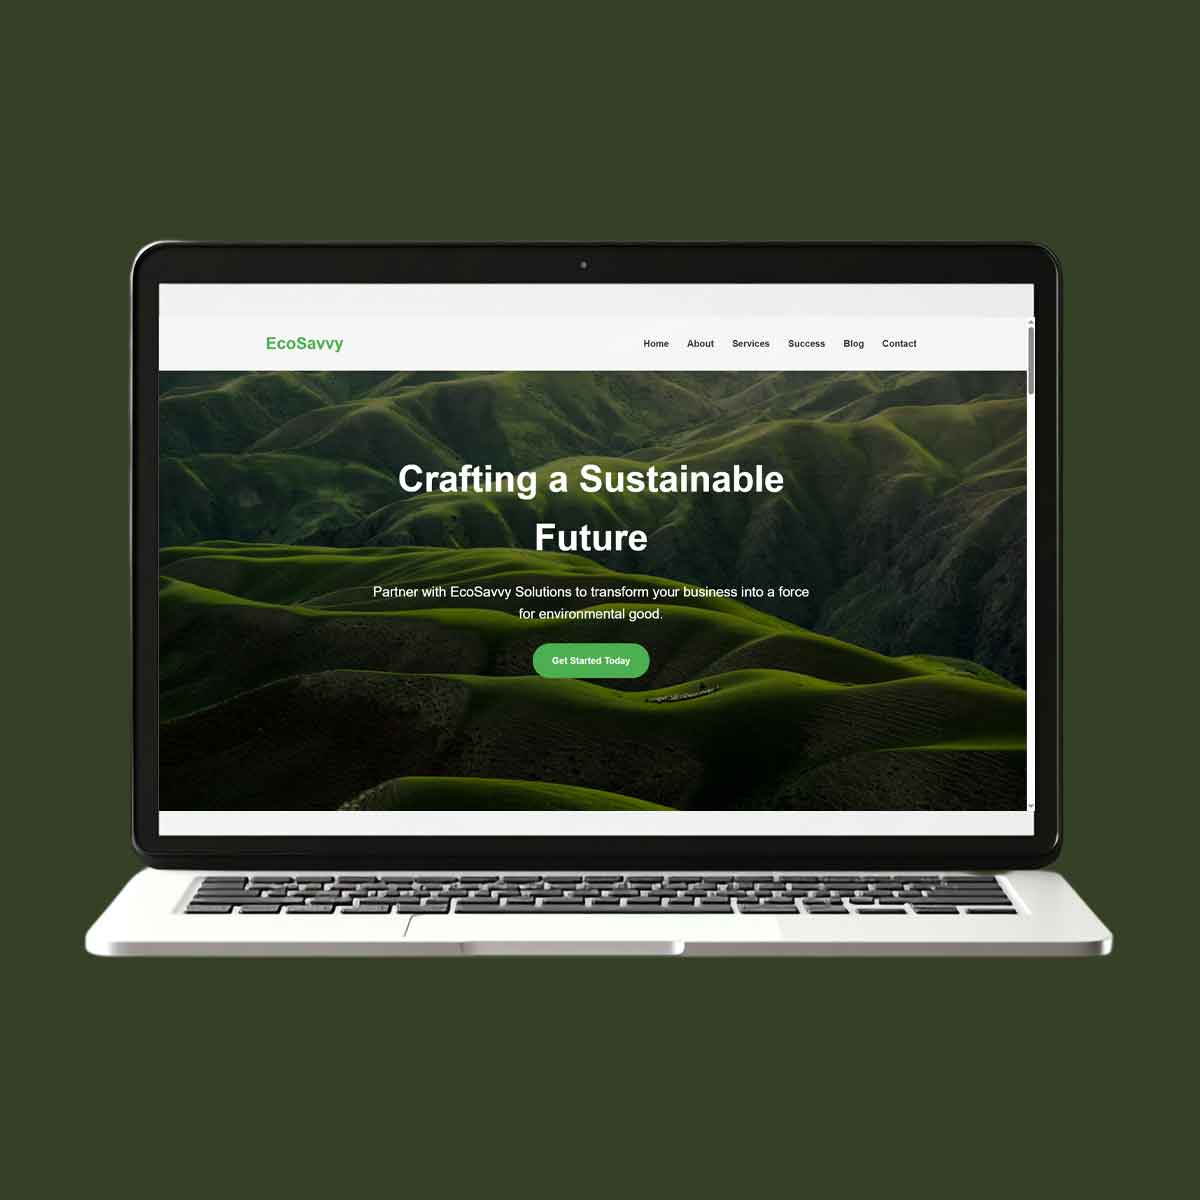 EcoSavvy
Home About Services Success Blog Contact
Crafting a Sustainable
Future
Partner with EcoSavvy Solutions to transform your business into a force
for environmental good.
Get Started Today